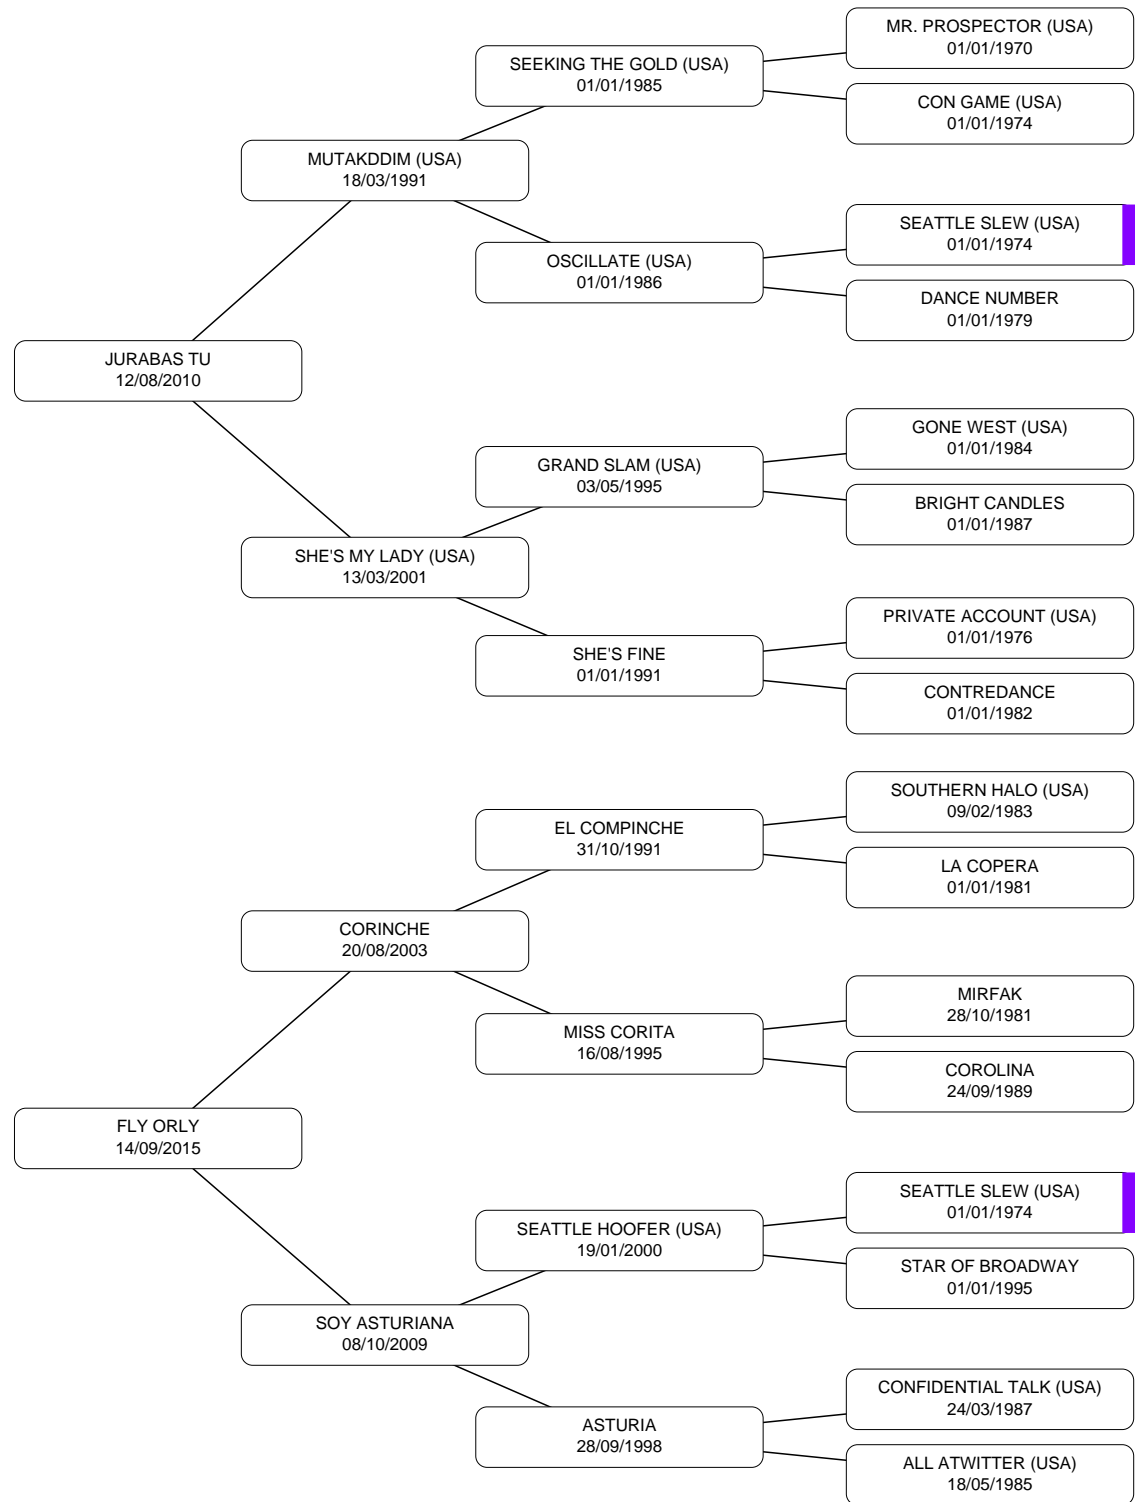 MR. PROSPECTOR (USA)
01/01/1970
SEEKING THE GOLD (USA)
01/01/1985
CON GAME (USA)
01/01/1974
MUTAKDDIM (USA)
18/03/1991
SEATTLE SLEW (USA)
01/01/1974
OSCILLATE (USA)
01/01/1986
DANCE NUMBER
01/01/1979
JURABAS TU
12/08/2010
GONE WEST (USA)
01/01/1984
GRAND SLAM (USA)
03/05/1995
BRIGHT CANDLES
01/01/1987
SHE'S MY LADY (USA)
13/03/2001
PRIVATE ACCOUNT (USA)
01/01/1976
SHE'S FINE
01/01/1991
CONTREDANCE
01/01/1982
SOUTHERN HALO (USA)
09/02/1983
EL COMPINCHE
31/10/1991
LA COPERA
01/01/1981
CORINCHE
20/08/2003
MIRFAK
28/10/1981
MISS CORITA
16/08/1995
COROLINA
24/09/1989
FLY ORLY
14/09/2015
SEATTLE SLEW (USA)
01/01/1974
SEATTLE HOOFER (USA)
19/01/2000
STAR OF BROADWAY
01/01/1995
SOY ASTURIANA
08/10/2009
CONFIDENTIAL TALK (USA)
24/03/1987
ASTURIA
28/09/1998
ALL ATWITTER (USA)
18/05/1985